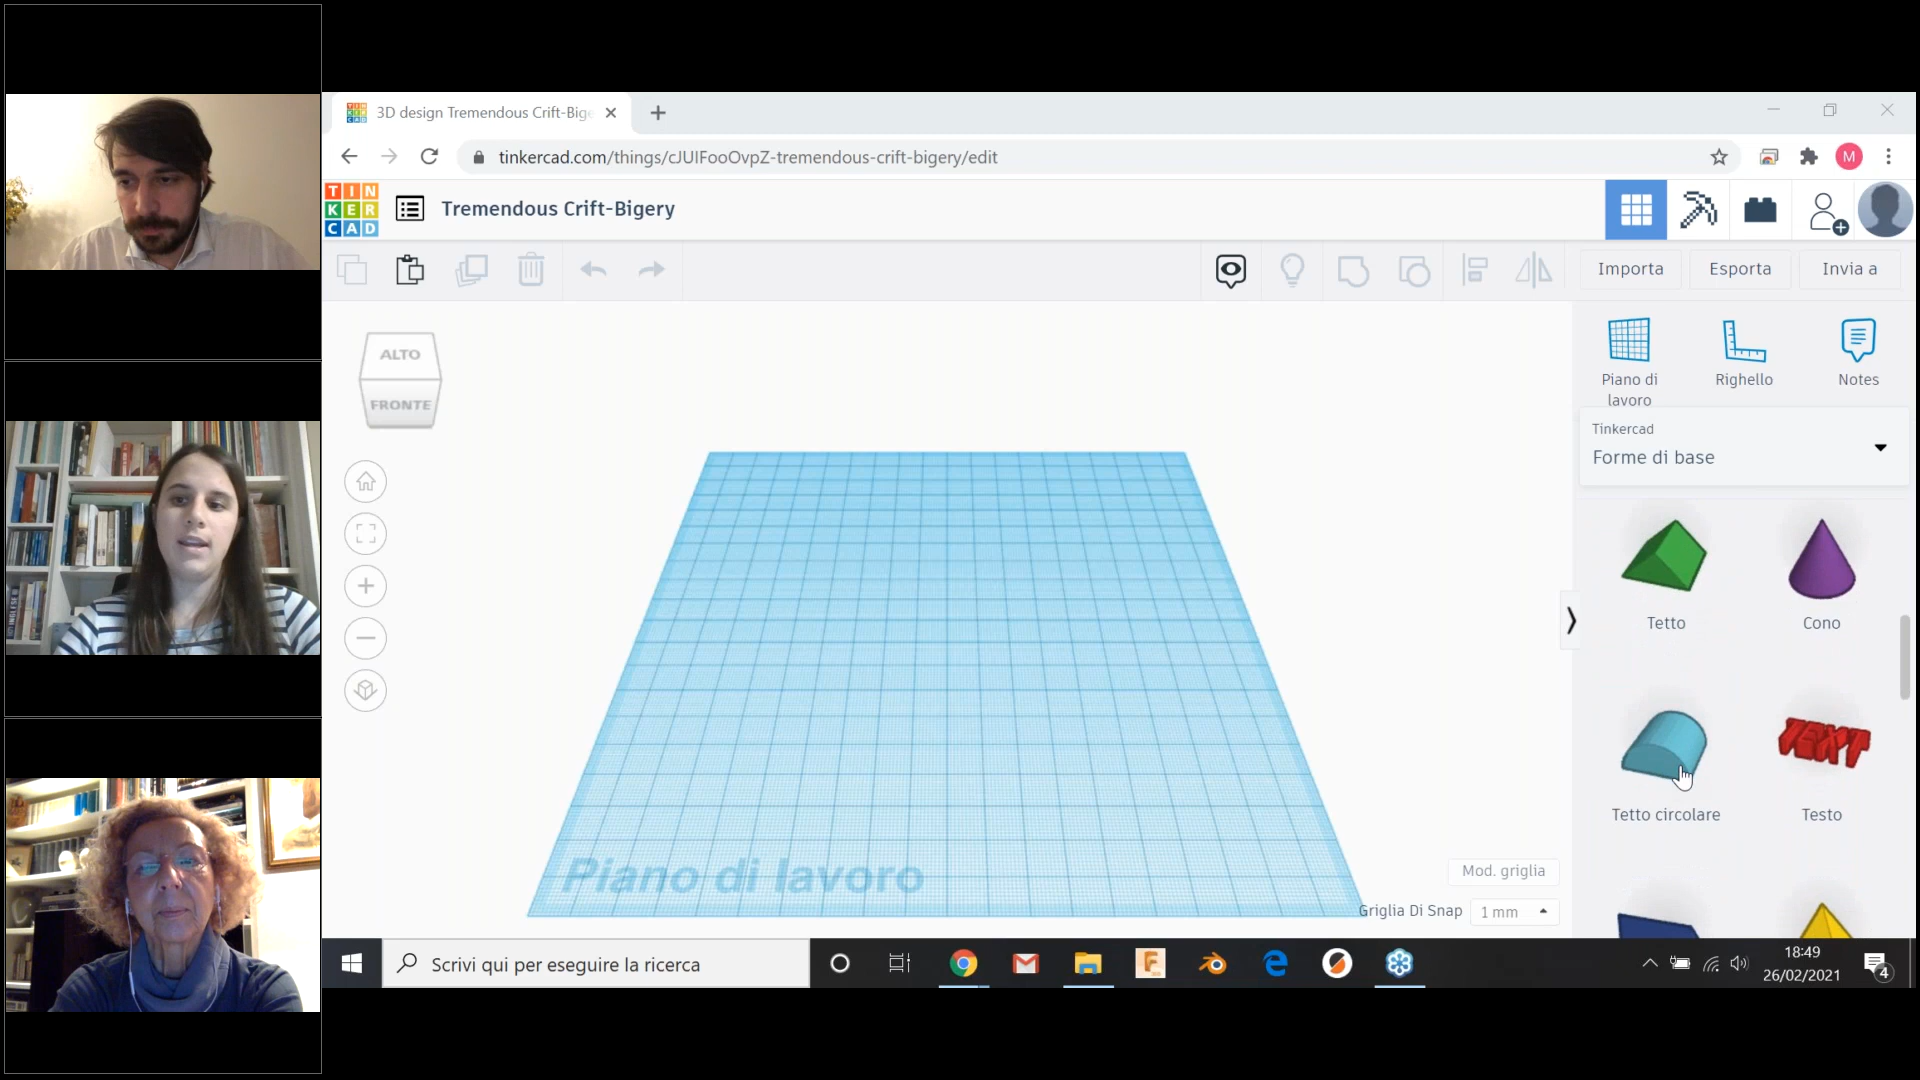 3D design Tremendous Crift-Bige
tinkercad.com/things/cJUlFooOvpZ-tremendous-crift-bigery/edit
M
TIN
KER
CAD
Tremendous Crift-Bigery
Importa
Esporta
Invia a
ALTO
FRONTE
Piano di
lavoro
Righello
Notes
Tinkercad
Forme di base
Tetto
Cono
TEXT
Tetto circolare
Testo
Piano di lavoro
Mod. griglia
Griglia Di Snap
1 mm
Scrivi qui per eseguire la ricerca
18:49
26/02/2021
4